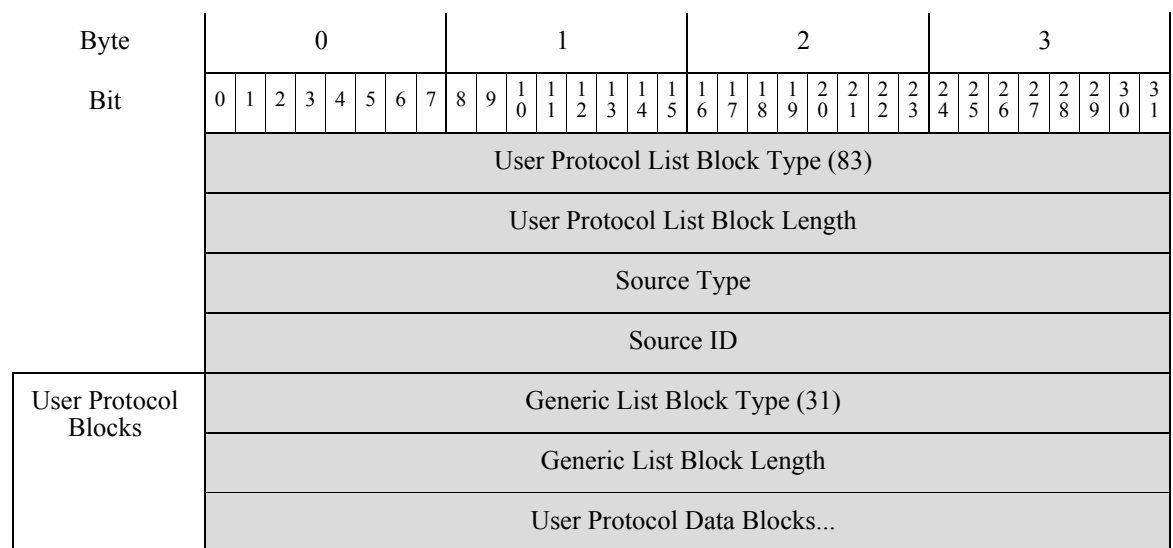 Byte 0 1 2 3
Bit 0 1 2 3 4 5 6 7 8 9 10 11 12 13 14 15 16 17 18 19 20 21 22 23 24 25 26 27 28 29 30 31
User Protocol List Block Type (83)
User Protocol List Block Length
Source Type
Source ID
User Protocol
Blocks
Generic List Block Type (31)
Generic List Block Length
User Protocol Data Blocks...